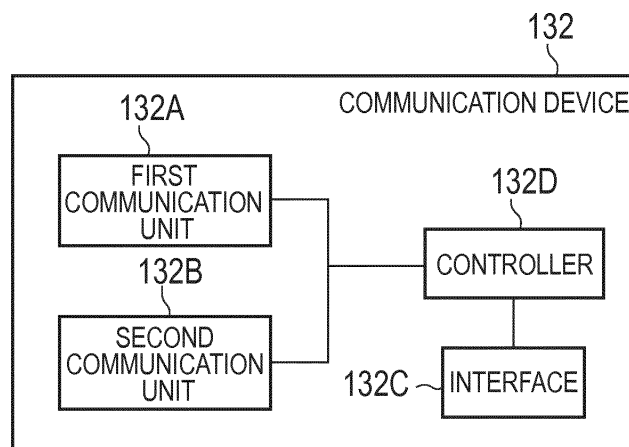 132
COMMUNICATION DEVICE
132A
FIRST
COMMUNICATION
UNIT
132D
CONTROLLER
132B
SECOND
COMMUNICATION
UNIT
132C
INTERFACE